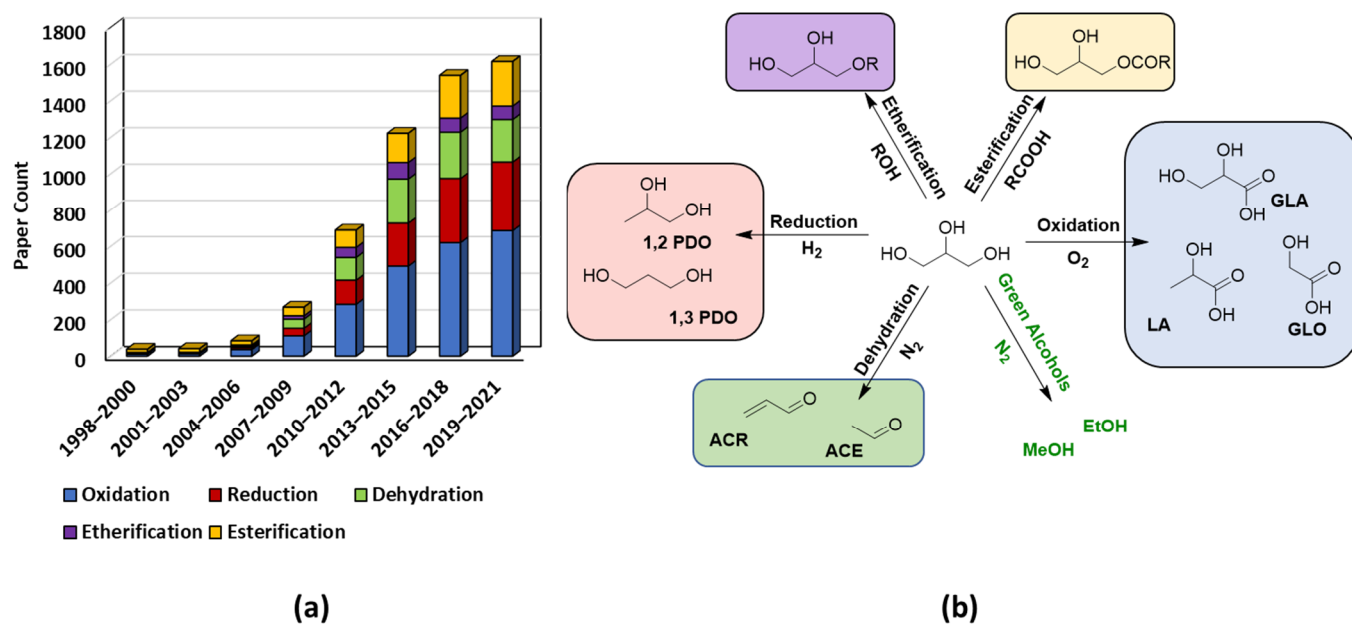 1800
1600
1400
1200
1000
800
600
400
200
0
Paper Count
1998–2000
2001–2003
2004–2006
2007–2009
2010–2012
2013–2015
2016–2018
2019–2021
Oxidation
Reduction
Dehydration
Etherification
Esterification
(a)
OH
HO
OR
OH
HO
OCOR
Etherification
ROH
Esterification
RCOOH
OH
OH
1,2 PDO
HO
OH
1,3 PDO
Reduction
H2
OH
HO
OH
Oxidation
O2
OH
HO
O
OH
GLA
OH
O
OH
LA
OH
O
OH
GLO
Dehydration
N2
Green Alcohols
N2
O
ACR
O
ACE
EtOH
MeOH
(b)